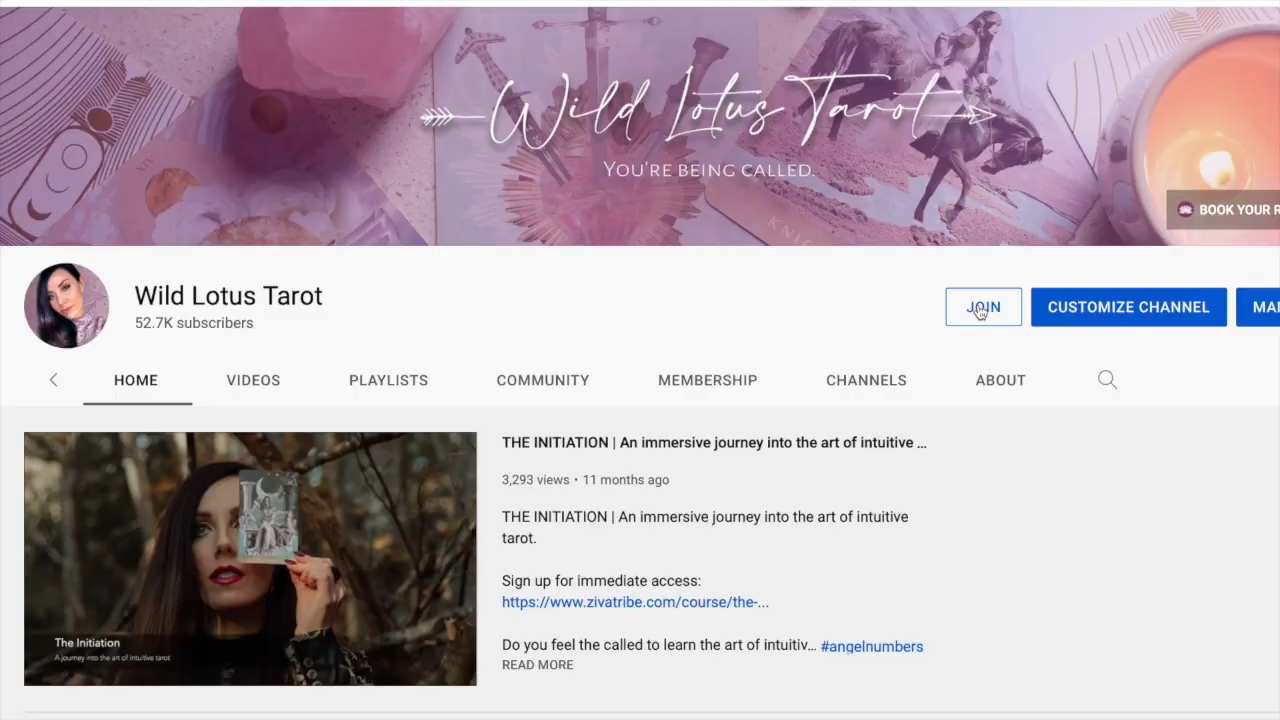 Wild Lotus Tarot
YOU'RE BEING CALLED.
KNIG
BOOK YOUR R
Wild Lotus Tarot
52.7K subscribers
JOIN
CUSTOMIZE CHANNEL
MAI
HOME
VIDEOS
PLAYLISTS
COMMUNITY
MEMBERSHIP
CHANNELS
ABOUT
THE INITIATION | An immersive journey into the art of intuitive ...
3,293 views • 11 months ago
THE INITIATION | An immersive journey into the art of intuitive
tarot.
Sign up for immediate access:
https://www.zivatribe.com/course/the-...
Do you feel the called to learn the art of intuitiv... #angelnumbers
READ MORE
The Initiation
A journey into the art of intuitive tarot